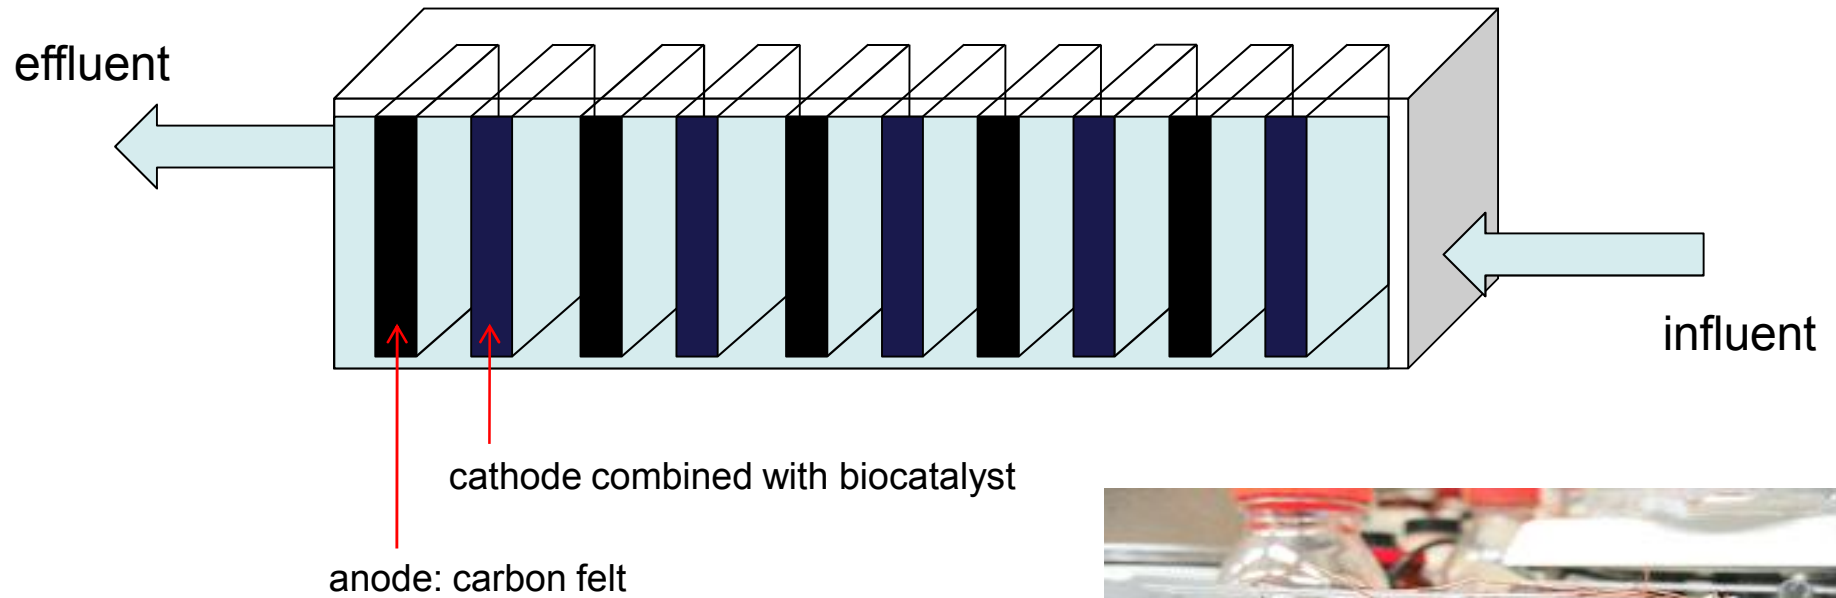 effluent
influent
cathode combined with biocatalyst
anode: carbon felt